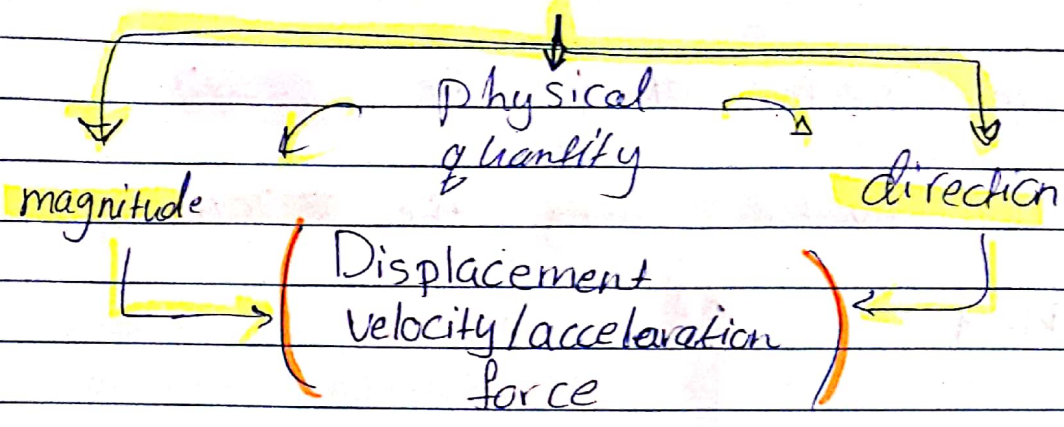 physical
quantity
magnitude
direction
Displacement
velocity/acceleration
force